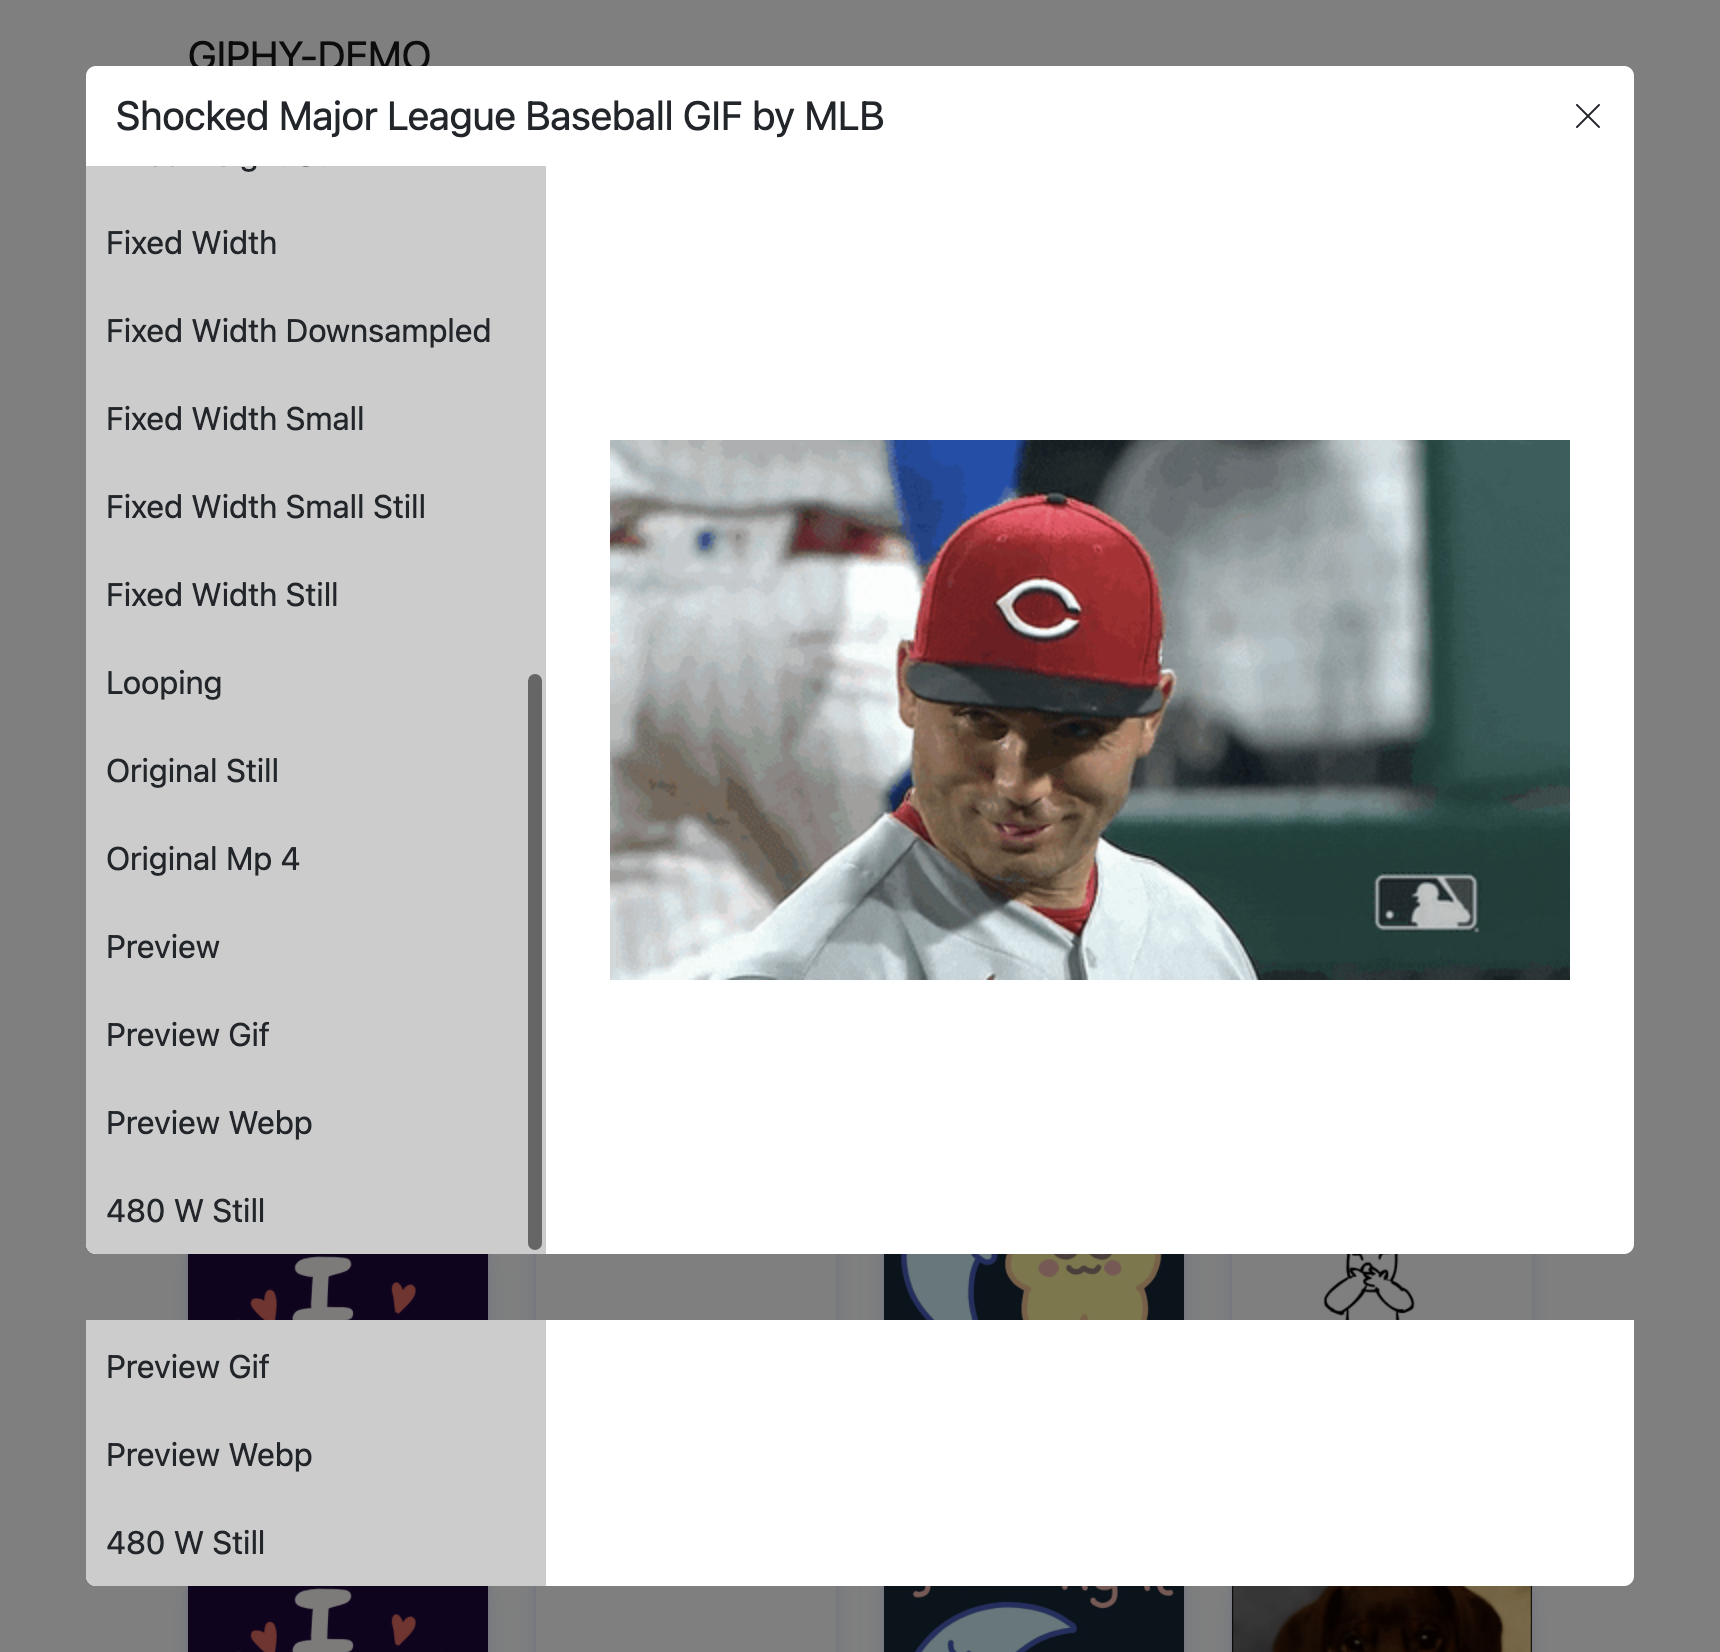 GIPHY-DEMO
Shocked Major League Baseball GIF by MLB
Fixed Width
Fixed Width Downsampled
Fixed Width Small
Fixed Width Small Still
Fixed Width Still
Looping
Original Still
Original Mp 4
Preview
Preview Gif
Preview Webp
480 W Still
C
I
Preview Gif
Preview Webp
480 W Still
I